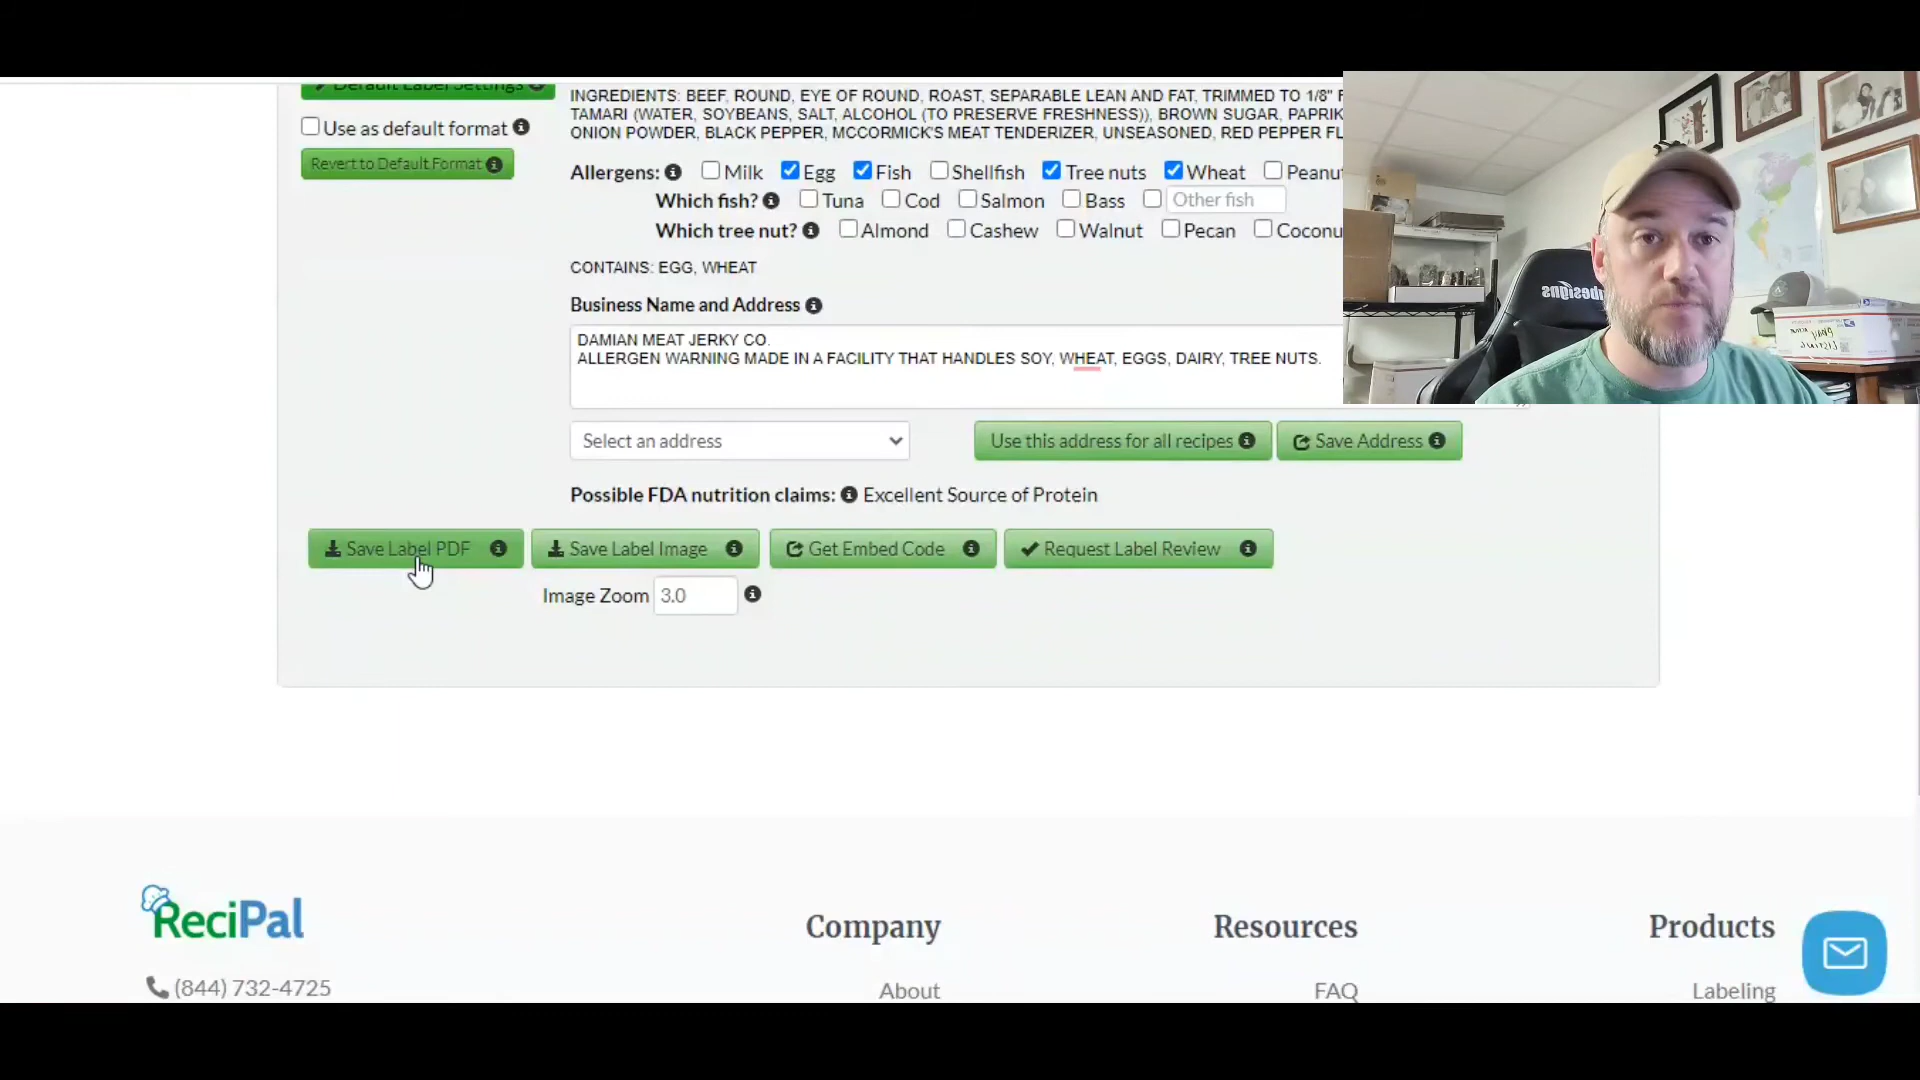 Default Label Settings
Use as default format
Revert to Default Format
INGREDIENTS: BEEF, ROUND, EYE OF ROUND, ROAST, SEPARABLE LEAN AND FAT, TRIMMED TO 1/8" F
TAMARI (WATER, SOYBEANS, SALT, ALCOHOL (TO PRESERVE FRESHNESS)), BROWN SUGAR, PAPRIK
ONION POWDER, BLACK PEPPER, MCCORMICK'S MEAT TENDERIZER, UNSEASONED, RED PEPPER FL
Allergens: Milk Egg Fish Shellfish Tree nuts Wheat Peanut
Which fish? Tuna Cod Salmon Bass Other fish
Which tree nut? Almond Cashew Walnut Pecan Coconu
CONTAINS: EGG, WHEAT
Business Name and Address
DAMIAN MEAT JERKY CO.
ALLERGEN WARNING MADE IN A FACILITY THAT HANDLES SOY, WHEAT, EGGS, DAIRY, TREE NUTS.
Select an address
Use this address for all recipes
Save Address
Possible FDA nutrition claims: Excellent Source of Protein
Save Label PDF
Save Label Image
Get Embed Code
Request Label Review
Image Zoom 3.0
ReciPal
(844) 732-4725
Company
About
Resources
FAQ
Products
Labeling